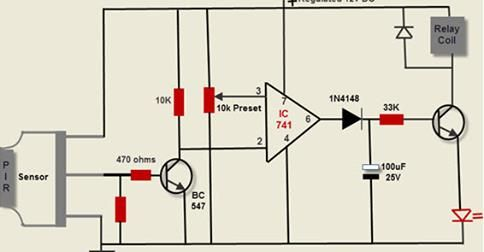 Regulated 12V DC
Relay
Coil
10K
10k Preset
3
7
IC
741
6
2
4
1N4148
33K
P
I
R
Sensor
470 ohms
BC
547
100uF
25V